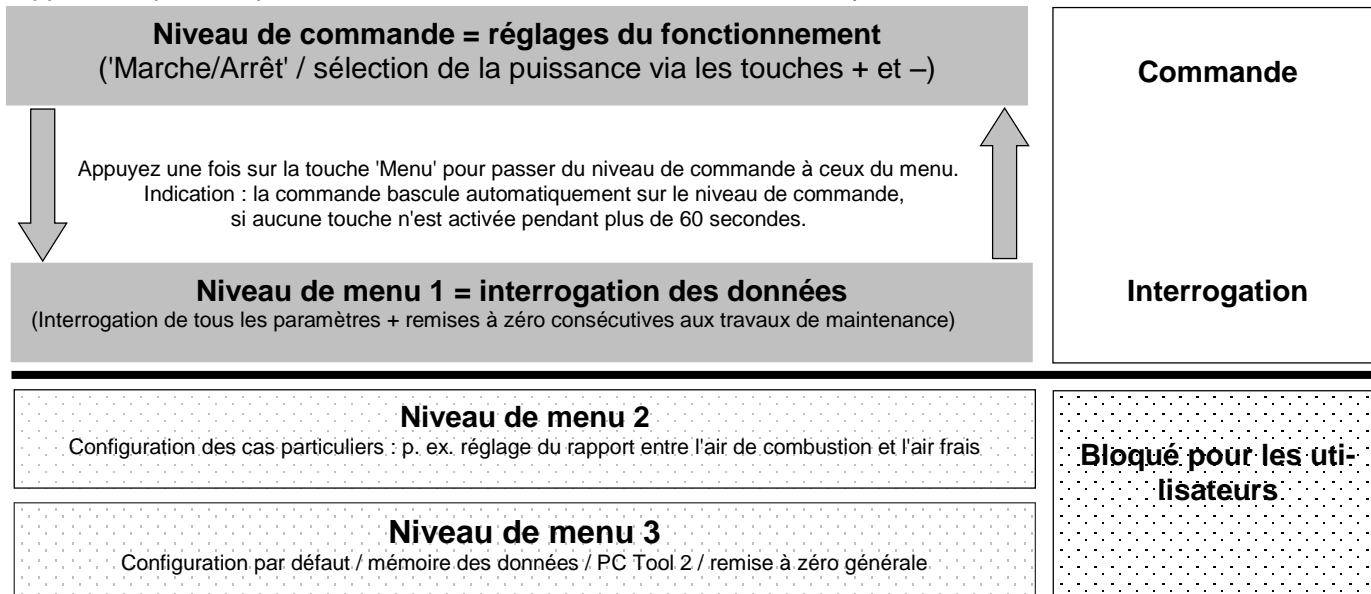 Niveau de commande = réglages du fonctionnement
('Marche/Arrêt' / sélection de la puissance via les touches + et –)
Commande
Appuyez une fois sur la touche 'Menu' pour passer du niveau de commande à ceux du menu.
Indication : la commande bascule automatiquement sur le niveau de commande,
si aucune touche n'est activée pendant plus de 60 secondes.
Niveau de menu 1 = interrogation des données
(Interrogation de tous les paramètres + remises à zéro consécutives aux travaux de maintenance)
Interrogation
Niveau de menu 2
Configuration des cas particuliers : p. ex. réglage du rapport entre l'air de combustion et l'air frais
Bloqué pour les uti-
lisateurs
Niveau de menu 3
Configuration par défaut / mémoire des données / PC Tool 2 / remise à zéro générale